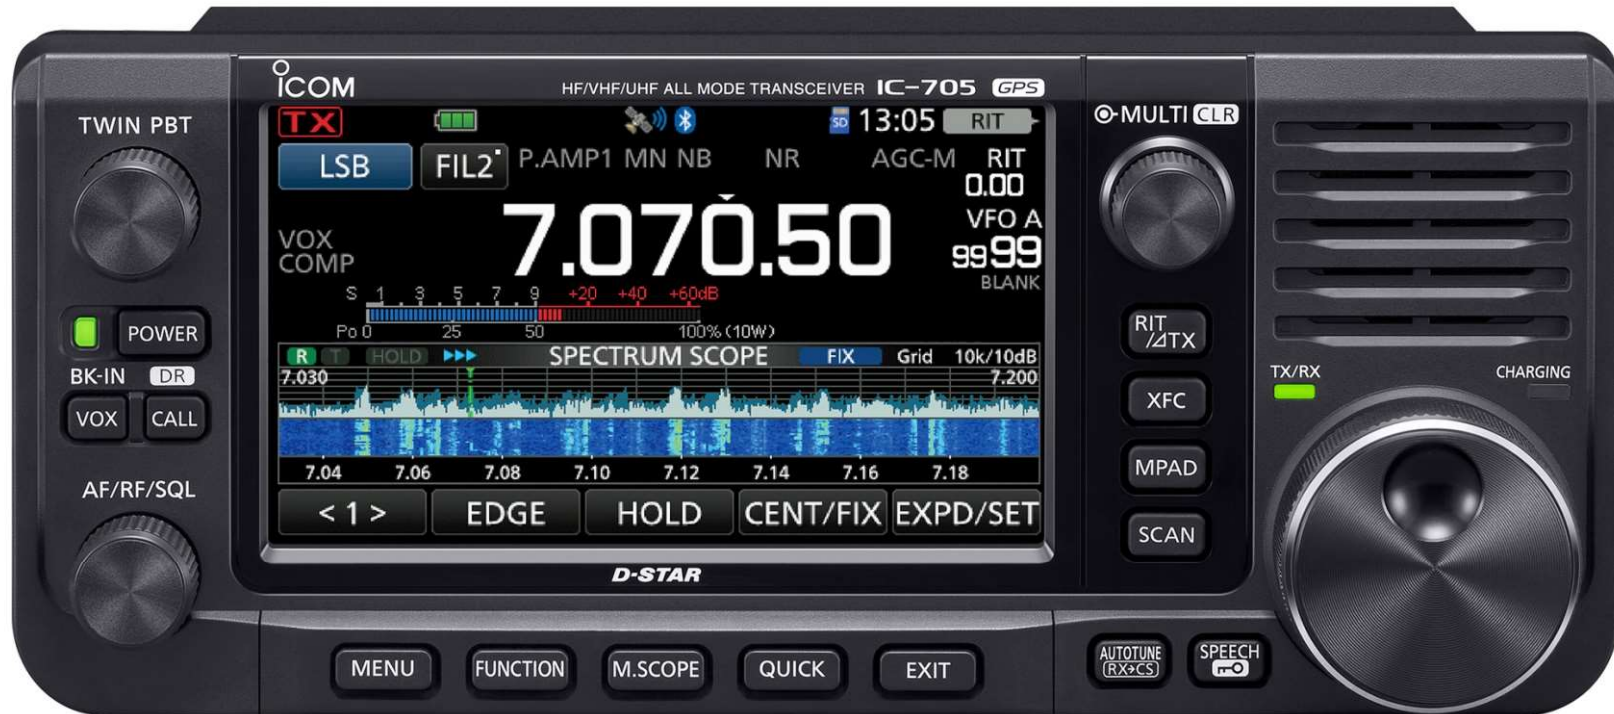 ICOM
HF/VHF/UHF ALL MODE TRANSCEIVER IC-705 GPS
TWIN PBT
TX
SD 13:05 RIT
MULTI CLR
LSB FIL2 P.AMP1 MN NB NR AGC-M RIT
0.00
VOX
COMP
7.070.50
VFO A
9999
BLANK
S 1 3 5 7 9 +20 +40 +60dB
Po 0 25 50 100% (10W)
POWER
BK-IN DR
VOX CALL
R T HOLD SPECTRUM SCOPE FIX Grid 10k/10dB
7.030 7.200
7.04 7.06 7.08 7.10 7.12 7.14 7.16 7.18
< 1 > EDGE HOLD CENT/FIX EXPD/SET
D-STAR
AF/RF/SQL
RIT
/⊿TX
XFC
MPAD
SCAN
TX/RX CHARGING
MENU FUNCTION M.SCOPE QUICK EXIT
AUTOTUNE
RX→CS
SPEECH